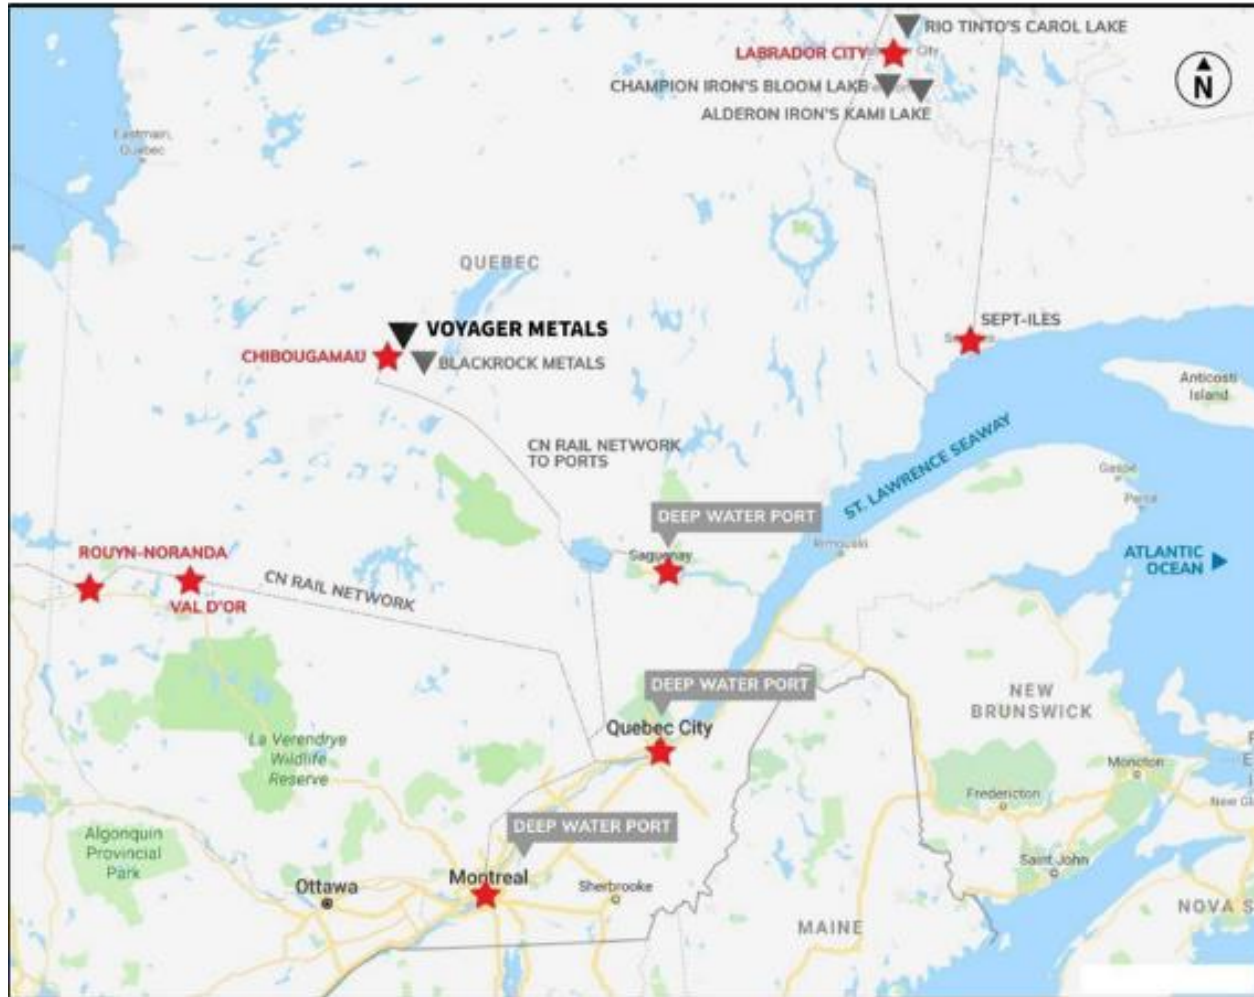 RIO TINTO'S CAROL LAKE
LABRADOR CITY
CHAMPION IRON'S BLOOM LAKE
ALDERON IRON'S KAMI LAKE
N
Eastmain,
Quebec
QUEBEC
VOYAGER METALS
CHIBOUGAMAU
BLACKROCK METALS
SEPT-ILES
Anticosti
Island
CN RAIL NETWORK
TO PORTS
ST. LAWRENCE SEAWAY
Gaspé
Percé
DEEP WATER PORT
Rimouski
Saguenay
ATLANTIC
OCEAN
ROUYN-NORANDA
VAL D'OR
CN RAIL NETWORK
DEEP WATER PORT
Quebec City
NEW
BRUNSWICK
La Verendrye
Wildlife
Reserve
Moncton
Fredericton
DEEP WATER PORT
Algonquin
Provincial
Park
Montreal
Ottawa
Sherbrooke
Saint John
MAINE
NOVA S